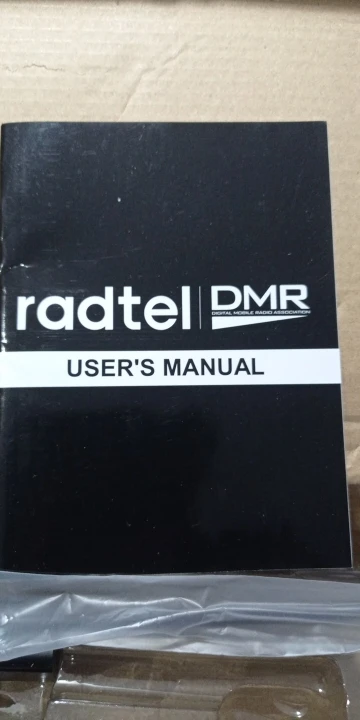 radtel | DMR
DIGITAL MOBILE RADIO ASSOCIATION
USER'S MANUAL